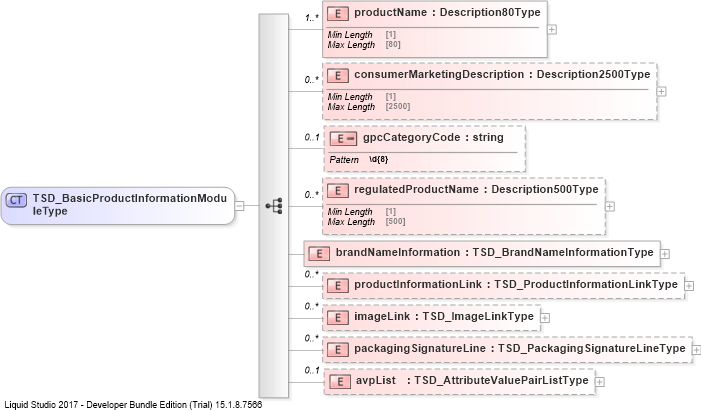 1..*
E productName : Description80Type
Min Length [1]
Max Length [80]
0..*
E consumerMarketingDescription : Description2500Type
Min Length [1]
Max Length [2500]
0..1
E gpcCategoryCode : string
Pattern \d{8}
0..*
E regulatedProductName : Description500Type
Min Length [1]
Max Length [500]
CT TSD_BasicProductInformationModu
leType
E brandNameInformation : TSD_BrandNameInformationType
0..*
E productInformationLink : TSD_ProductInformationLinkType
0..*
E imageLink : TSD_ImageLinkType
0..*
E packagingSignatureLine : TSD_PackagingSignatureLineType
0..1
E avpList : TSD_AttributeValuePairListType
Liquid Studio 2017 - Developer Bundle Edition (Trial) 15.1.8.7566